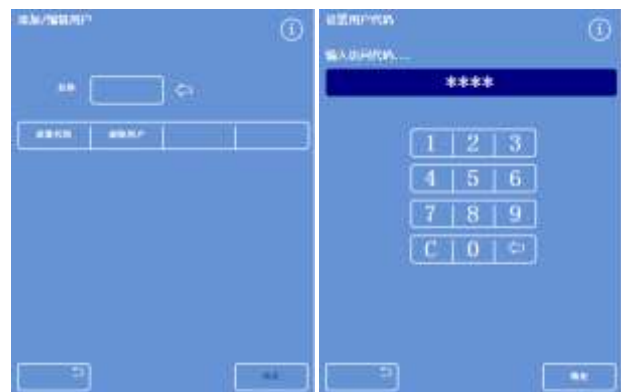 添加/编辑用户
名称
设置代码 删除用户
设置用户代码
输入访问代码....
****
1 2 3
4 5 6
7 8 9
C 0
确定